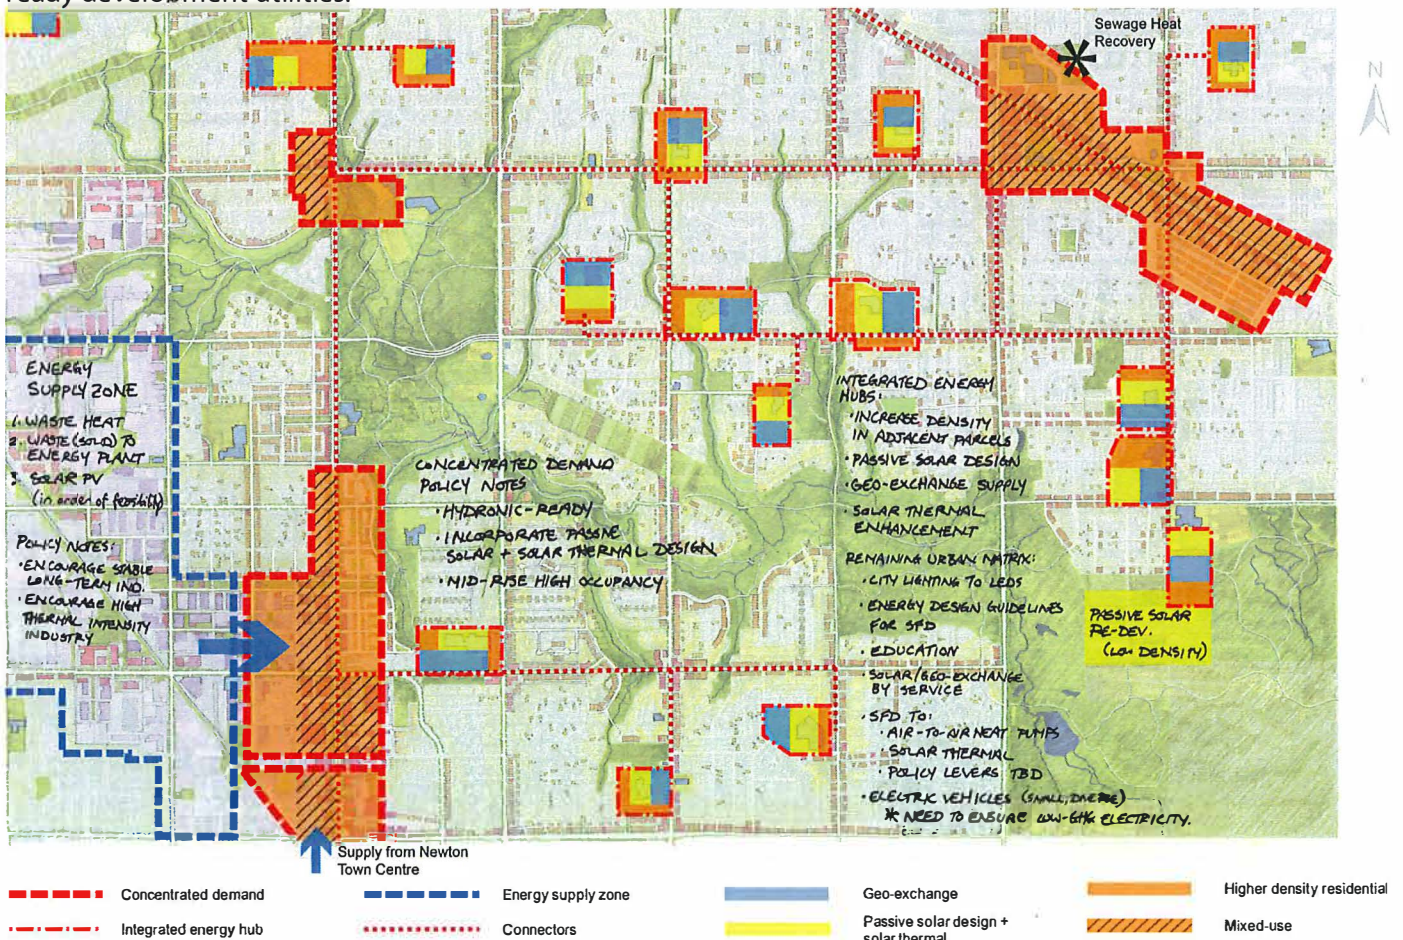 ready development utilities.
Sewage Heat
Recovery
N
ENERGY
SUPPLY ZONE
1. WASTE HEAT
2. WASTE (SOLID) TO
ENERGY PLANT
3. SOLAR PV
(in order of feasibility)
POLICY NOTES:
• ENCOURAGE STABLE
LONG-TERM IND.
• ENCOURAGE HIGH
THERMAL INTENSITY
INDUSTRY
CONCENTRATED DEMAND
POLICY NOTES
• HYDRONIC-READY
• INCORPORATE PASSIVE
SOLAR + SOLAR THERMAL DESIGN
• MID-RISE HIGH OCCUPANCY
INTEGRATED ENERGY
HUBS:
• INCREASE DENSITY
IN ADJACENT PARCELS
• PASSIVE SOLAR DESIGN
• GEO-EXCHANGE SUPPLY
• SOLAR THERMAL
ENHANCEMENT
REMAINING URBAN MATRIX:
• CITY LIGHTING TO LEDS
• ENERGY DESIGN GUIDELINES
FOR SFD
• EDUCATION
• SOLAR/GEO-EXCHANGE
BY SERVICE
• SFD TO:
• AIR-TO-AIR HEAT PUMPS
• SOLAR THERMAL
• POLICY LEVERS TBD
• ELECTRIC VEHICLES (SMALL,
* NEED TO ENSURE LOW-GHG ELECTRICITY.
PASSIVE SOLAR
RE-DEV.
(LOW DENSITY)
Supply from Newton
Town Centre
Concentrated demand
Energy supply zone
Geo-exchange
Higher density residential
Integrated energy hub
Connectors
Passive solar design +
solar thermal
Mixed-use